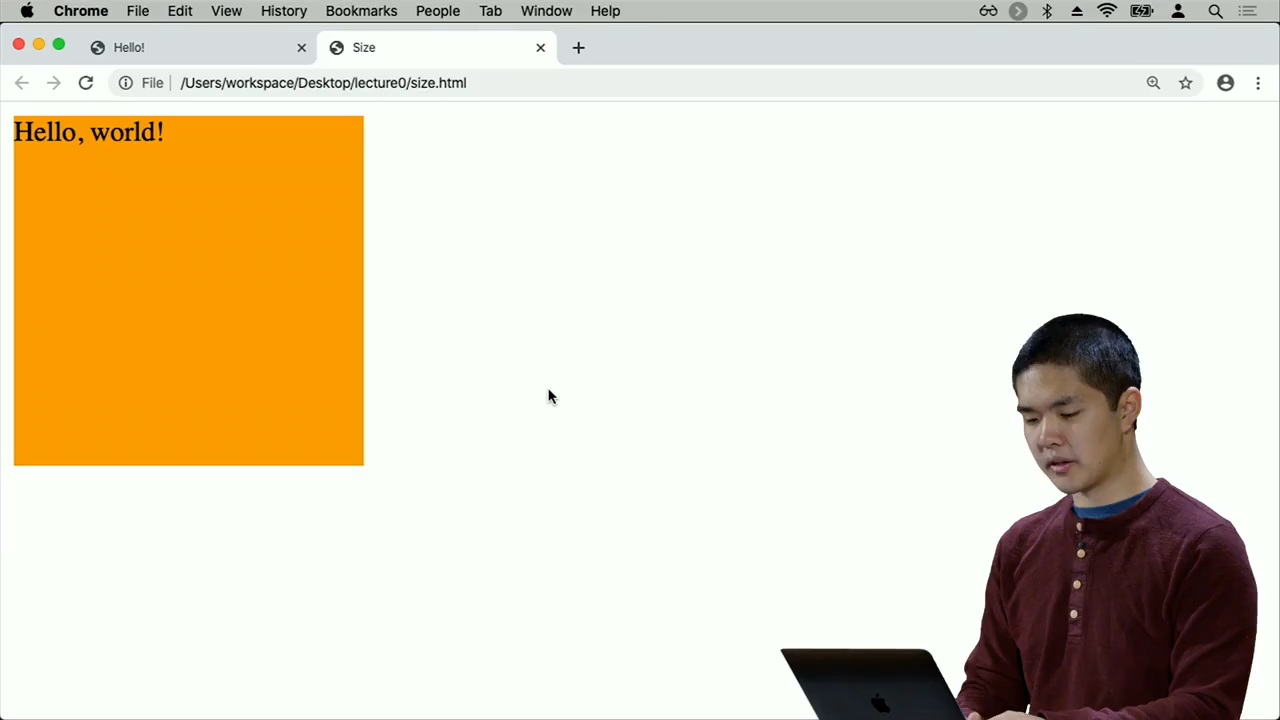 Chrome File Edit View History Bookmarks People Tab Window Help
Hello! Size
File /Users/workspace/Desktop/lecture0/size.html
Hello, world!